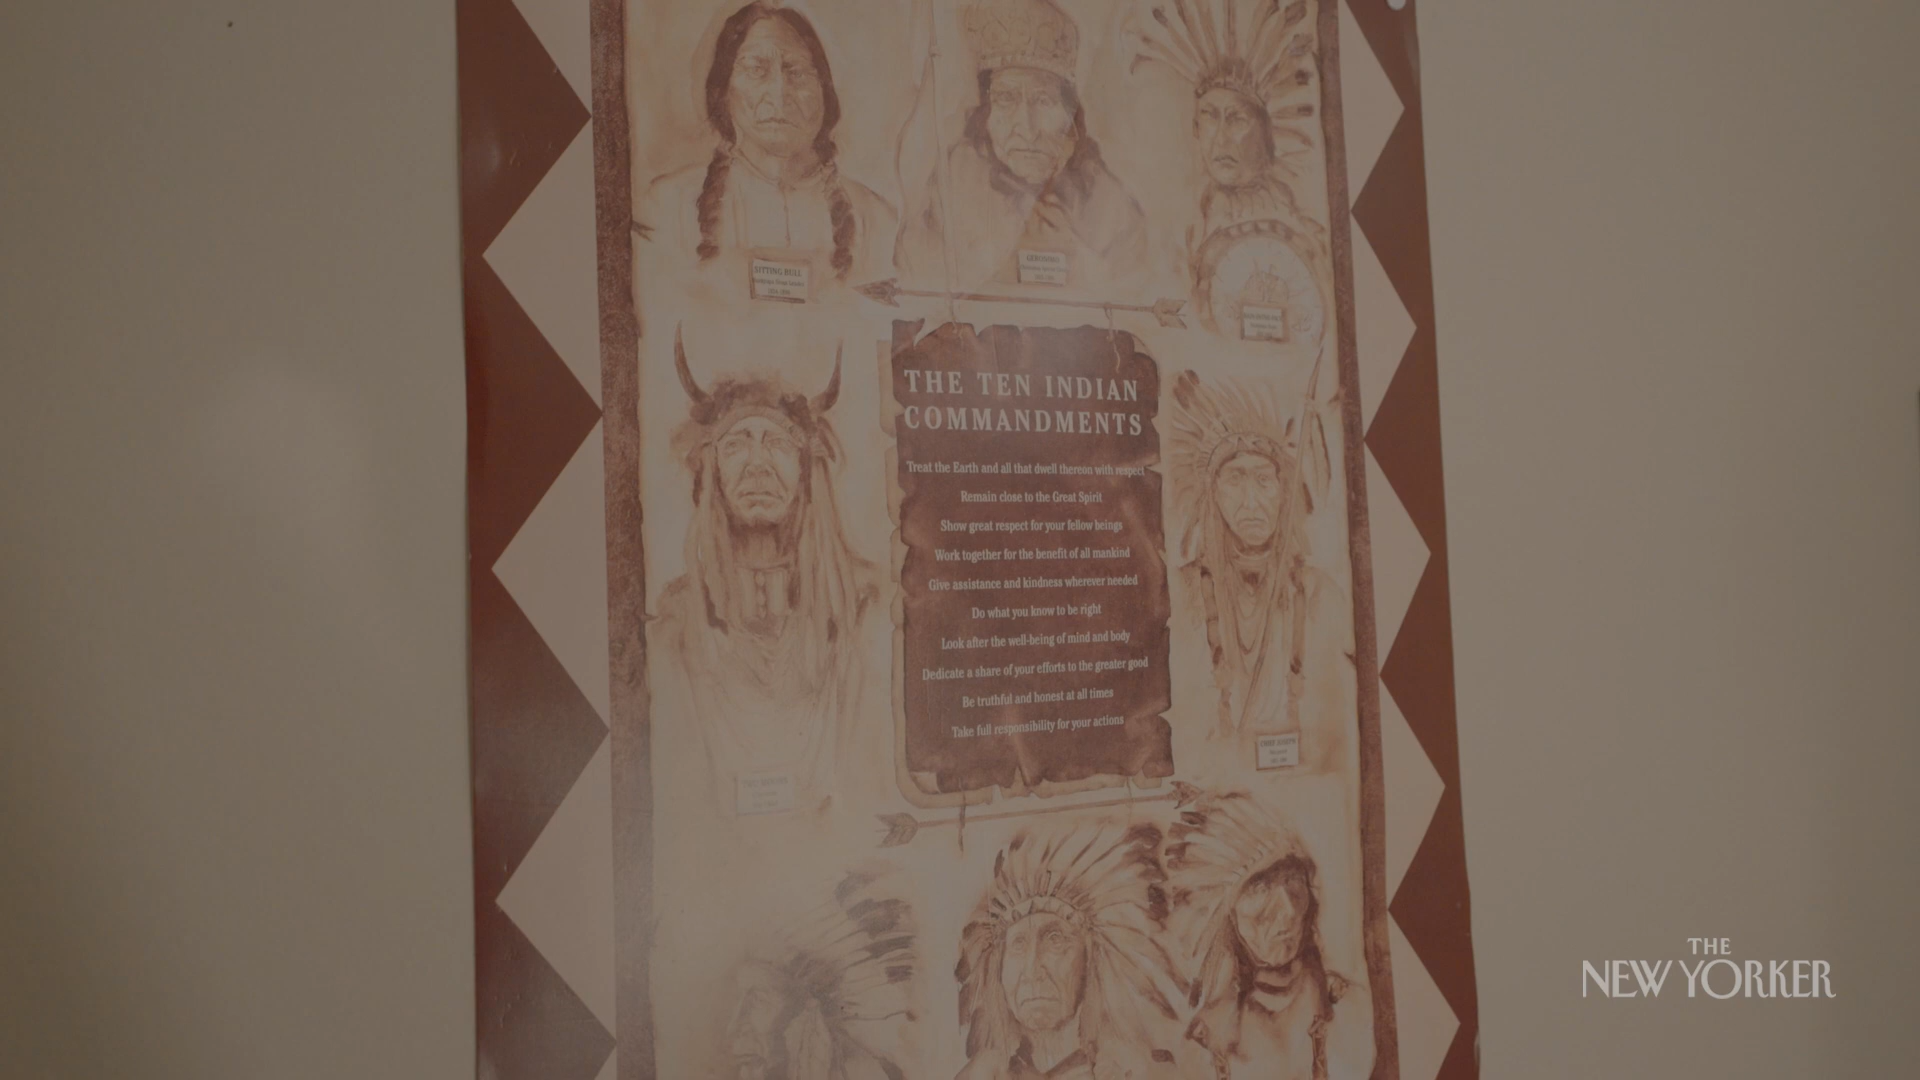 SITTING BULL
GERONIMO
THE TEN INDIAN
COMMANDMENTS
Treat the Earth and all that dwell thereon with respect
Remain close to the Great Spirit
Show great respect for your fellow beings
Work together for the benefit of all mankind
Give assistance and kindness wherever needed
Do what you know to be right
Look after the well-being of mind and body
Dedicate a share of your efforts to the greater good
Be truthful and honest at all times
Take full responsibility for your actions
CHIEF JOSEPH
THE
NEW YORKER